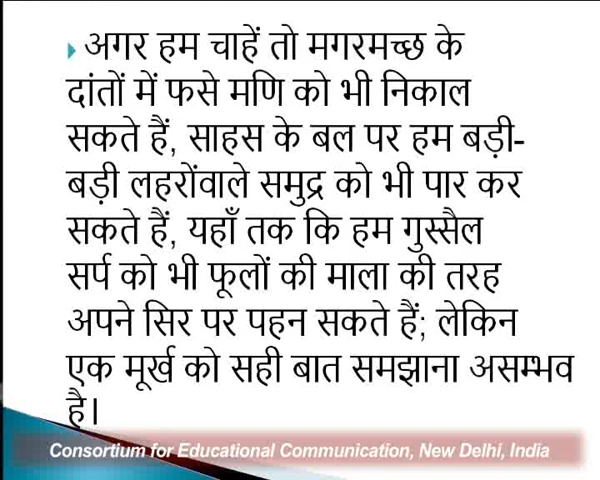 अगर हम चाहें तो मगरमच्छ के
दांतों में फसे मणि को भी निकाल
सकते हैं, साहस के बल पर हम बड़ी-
बड़ी लहरोंवाले समुद्र को भी पार कर
सकते हैं, यहाँ तक कि हम गुस्सैल
सर्प को भी फूलों की माला की तरह
अपने सिर पर पहन सकते हैं; लेकिन
एक मूर्ख को सही बात समझाना असम्भव
है।
Consortium for Educational Communication, New Delhi, India